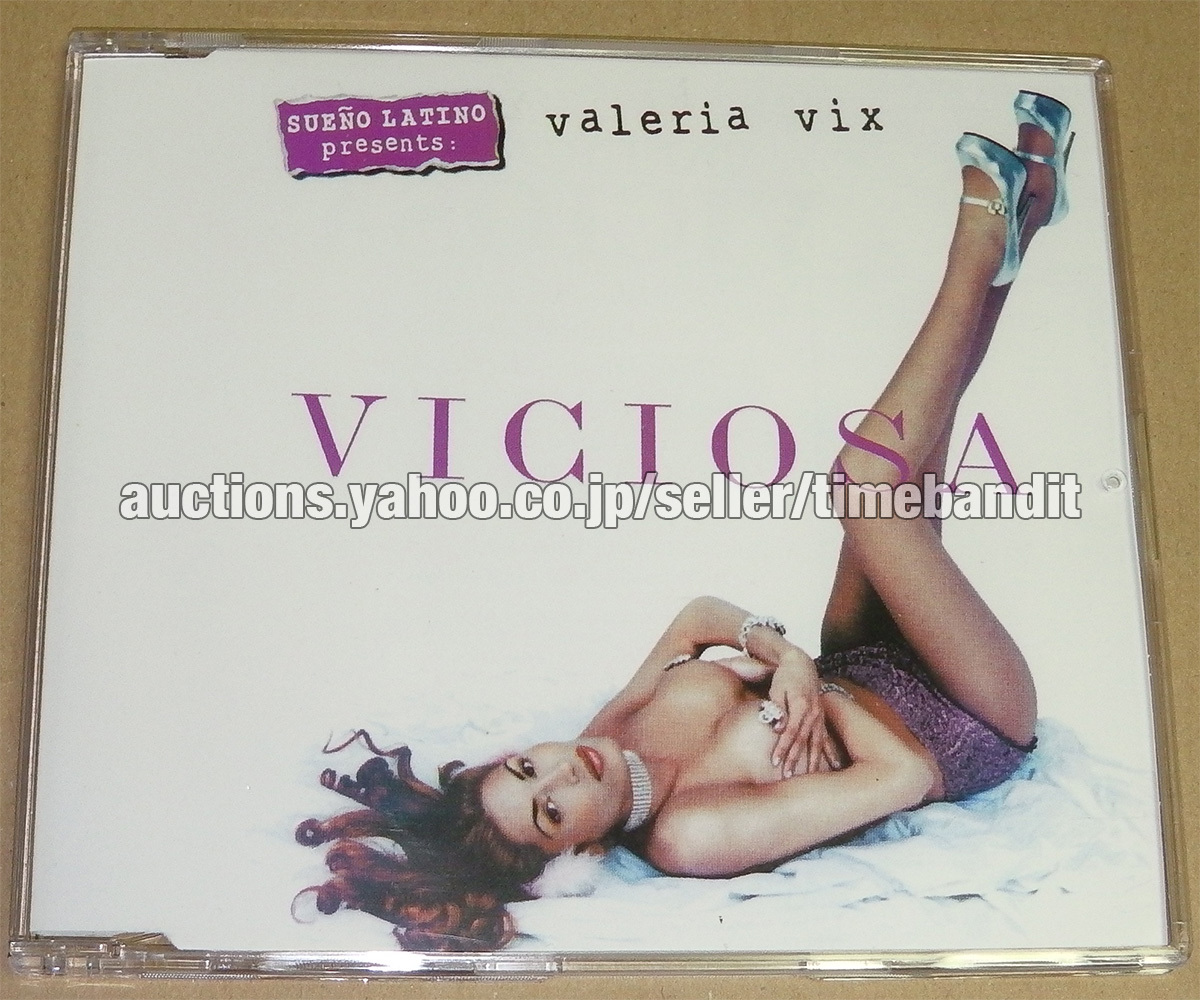 SUEÑO LATINO
presents:
valeria vix
VICIOSA
auctions.yahoo.co.jp/seller/timebandit